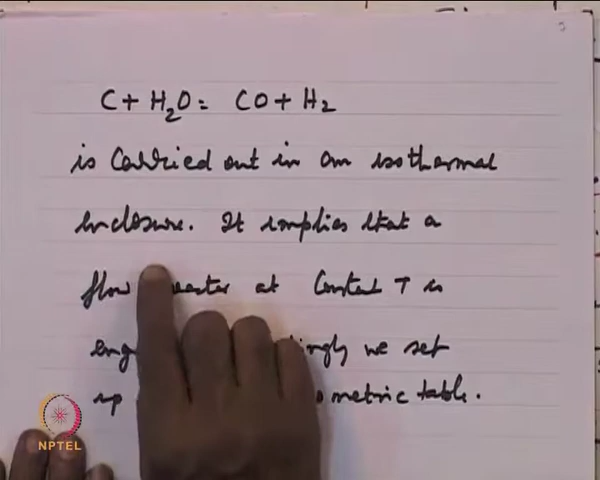 C + H₂O = CO + H₂
is carried out in an isothermal
enclosure. It implies that a
flow at Constant T is
we set
up table.
NPTEL